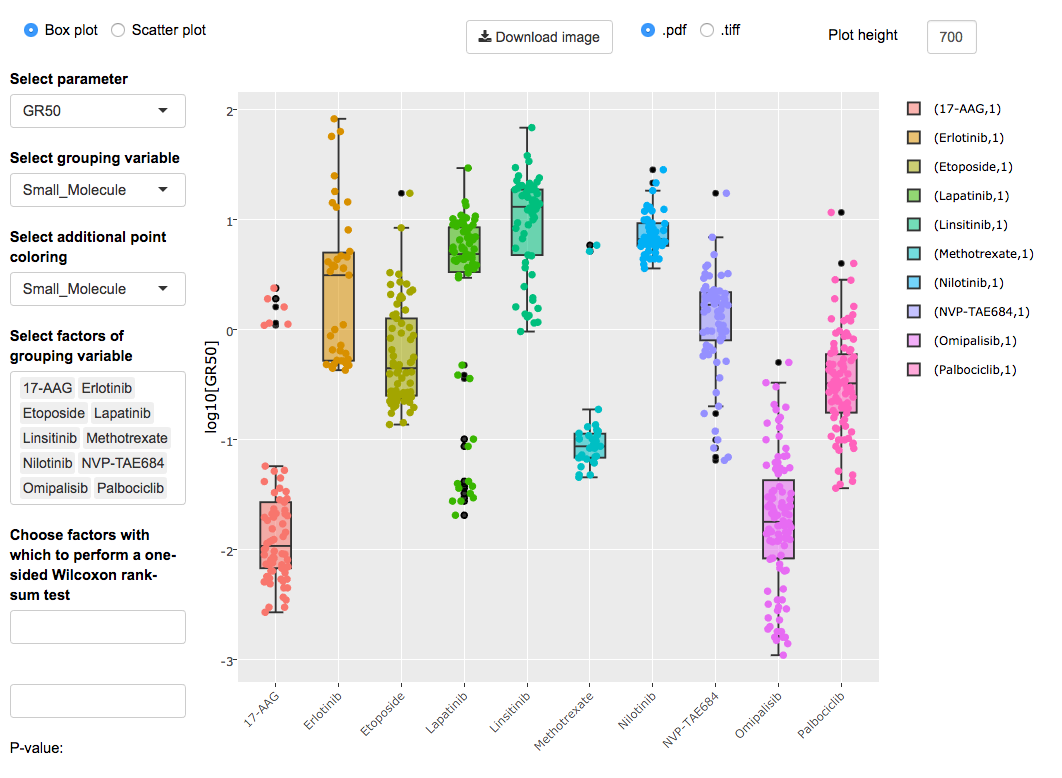 Box plot
Scatter plot
Download image
.pdf
.tiff
Plot height
700
Select parameter
GR50
Select grouping variable
Small_Molecule
Select additional point
coloring
Small_Molecule
Select factors of
grouping variable
17-AAG Erlotinib
Etoposide Lapatinib
Linsitinib Methotrexate
Nilotinib NVP-TAE684
Omipalisib Palbociclib
Choose factors with
which to perform a one-
sided Wilcoxon rank-
sum test
P-value:
log10[GR50]
2
1
0
-1
-2
-3
17-AAG
Erlotinib
Etoposide
Lapatinib
Linsitinib
Methotrexate
Nilotinib
NVP-TAE684
Omipalisib
Palbociclib
(17-AAG,1)
(Erlotinib,1)
(Etoposide,1)
(Lapatinib,1)
(Linsitinib,1)
(Methotrexate,1)
(Nilotinib,1)
(NVP-TAE684,1)
(Omipalisib,1)
(Palbociclib,1)